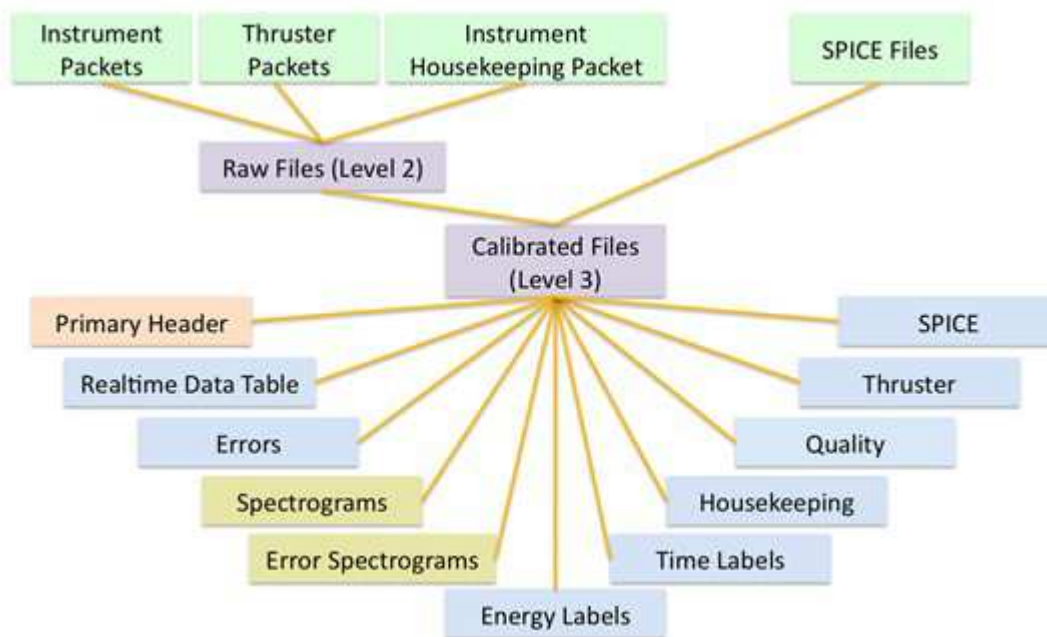 Instrument
Packets
Thruster
Packets
Instrument
Housekeeping Packet
SPICE Files
Raw Files (Level 2)
Calibrated Files
(Level 3)
Primary Header
SPICE
Realtime Data Table
Thruster
Errors
Quality
Spectrograms
Housekeeping
Error Spectrograms
Time Labels
Energy Labels